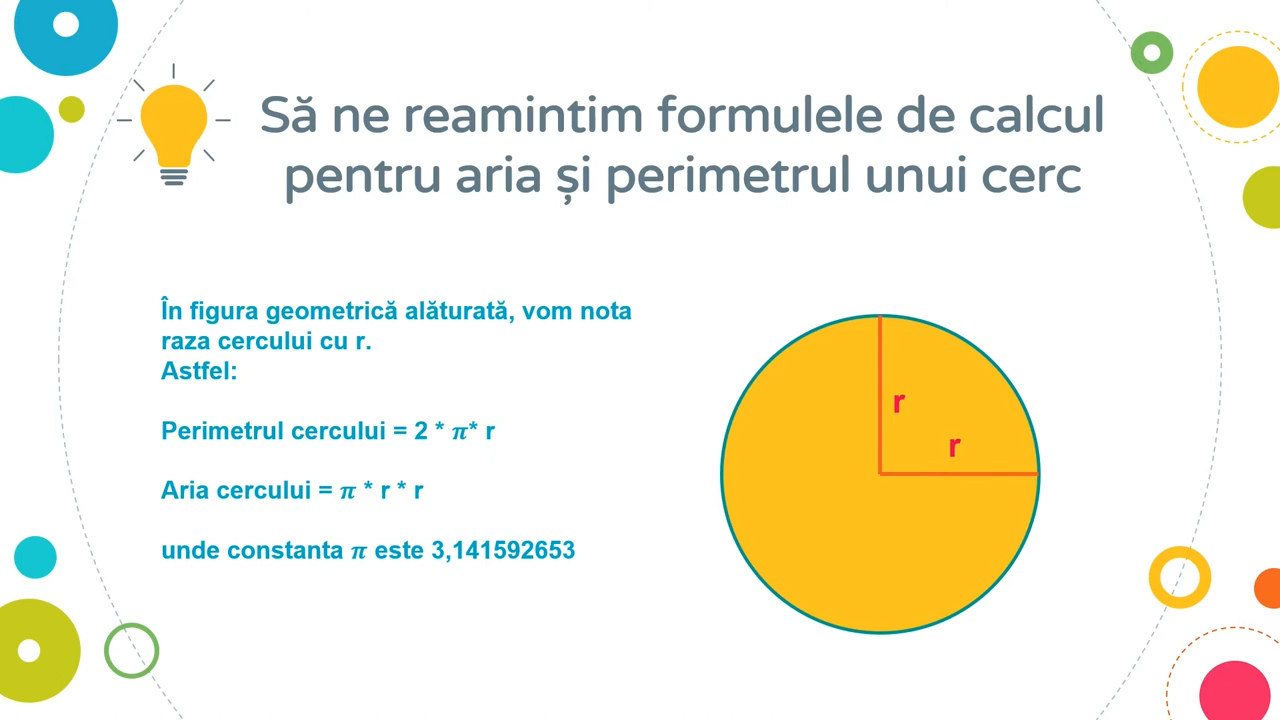 Să ne reamintim formulele de calcul
pentru aria și perimetrul unui cerc
În figura geometrică alăturată, vom nota
raza cercului cu r.
Astfel:
Perimetrul cercului = 2 * π* r
Aria cercului = π * r * r
unde constanta π este 3,141592653
r
r